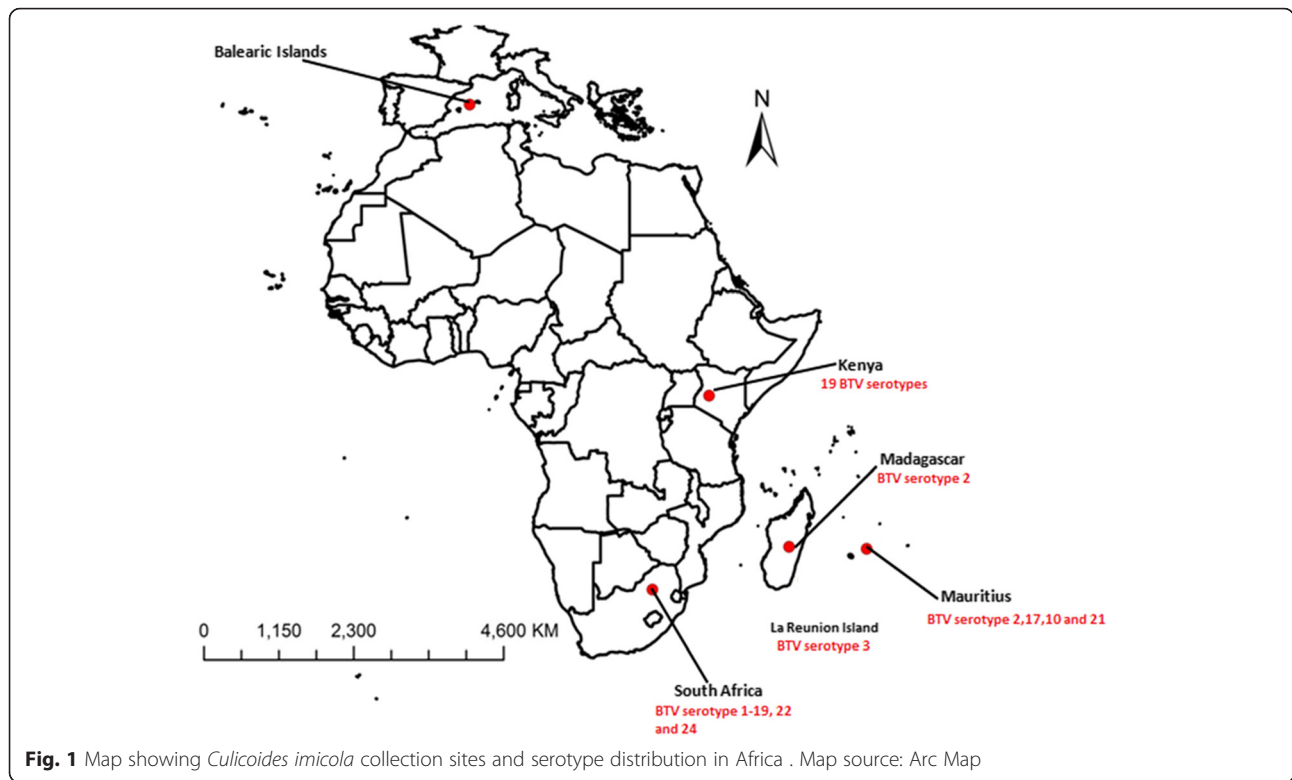 Balearic Islands
N
Kenya
19 BTV serotypes
Madagascar
BTV serotype 2
Mauritius
BTV serotype 2,17,10 and 21
La Reunion Island
BTV serotype 3
0 1,150 2,300 4,600 KM
South Africa
BTV serotype 1-19, 22
and 24
Fig. 1 Map showing Culicoides imicola collection sites and serotype distribution in Africa . Map source: Arc Map